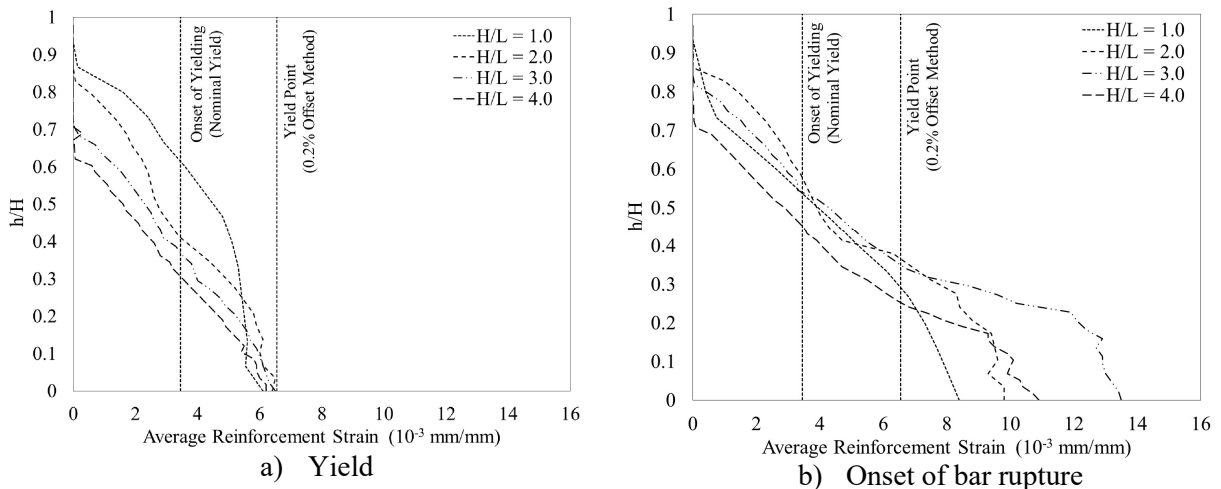 1
0.9
0.8
0.7
0.6
0.5
0.4
0.3
0.2
0.1
0
h/H
0 2 4 6 8 10 12 14 16
Average Reinforcement Strain (10-3 mm/mm)
Onset of Yielding
(Nominal Yield)
Yield Point
(0.2% Offset Method)
H/L = 1.0
H/L = 2.0
H/L = 3.0
H/L = 4.0
a) Yield
1
0.9
0.8
0.7
0.6
0.5
0.4
0.3
0.2
0.1
0
h/H
0 2 4 6 8 10 12 14 16
Average Reinforcement Strain (10-3 mm/mm)
Onset of Yielding
(Nominal Yield)
Yield Point
(0.2% Offset Method)
H/L = 1.0
H/L = 2.0
H/L = 3.0
H/L = 4.0
b) Onset of bar rupture